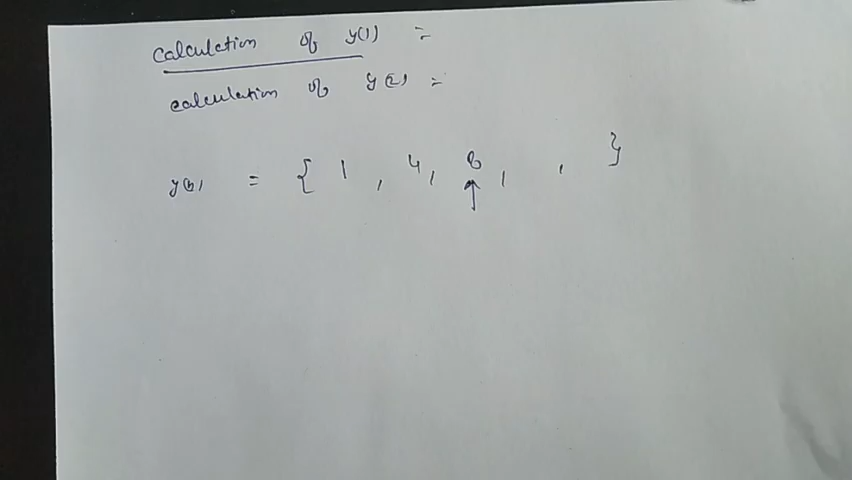 calculation of y(1) =
calculation of y(2) =
y(n) = { 1 , 4, 8 , , }
↑